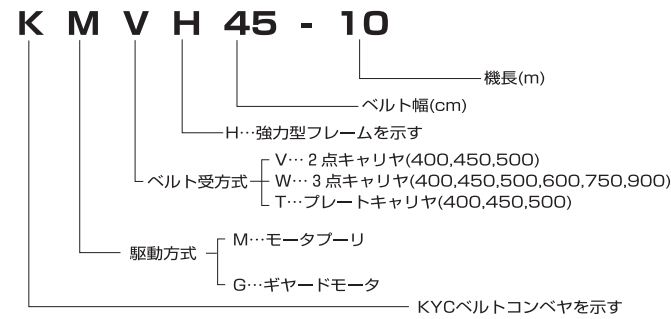 KMVH45-10
機長(m)
ベルト幅(cm)
H…強力型フレームを示す
V…2点キャリヤ(400,450,500)
ベルト受方式
W…3点キャリヤ(400,450,500,600,750,900)
T…プレートキャリヤ(400,450,500)
M…モータプーリ
駆動方式
G…ギヤードモータ
KYCベルトコンベヤを示す